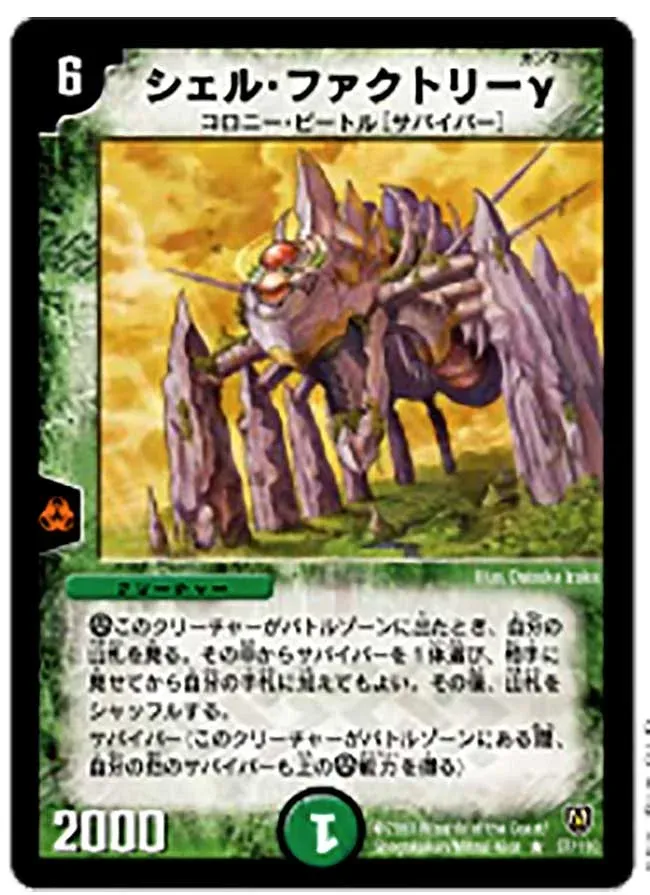 6
シェル・ファクトリーγ
コロニー・ビートル[サバイバー]
クリーチャー
このクリーチャーがバトルゾーンに出たとき、自分の
山札を見る。その中からサバイバーを1体選び、相手に
見せてから自分の手札に加えてもよい。その後、山札を
シャッフルする。
サバイバー(このクリーチャーがバトルゾーンにある間、
自分の他のサバイバーも上の 能力を得る)
2000
1